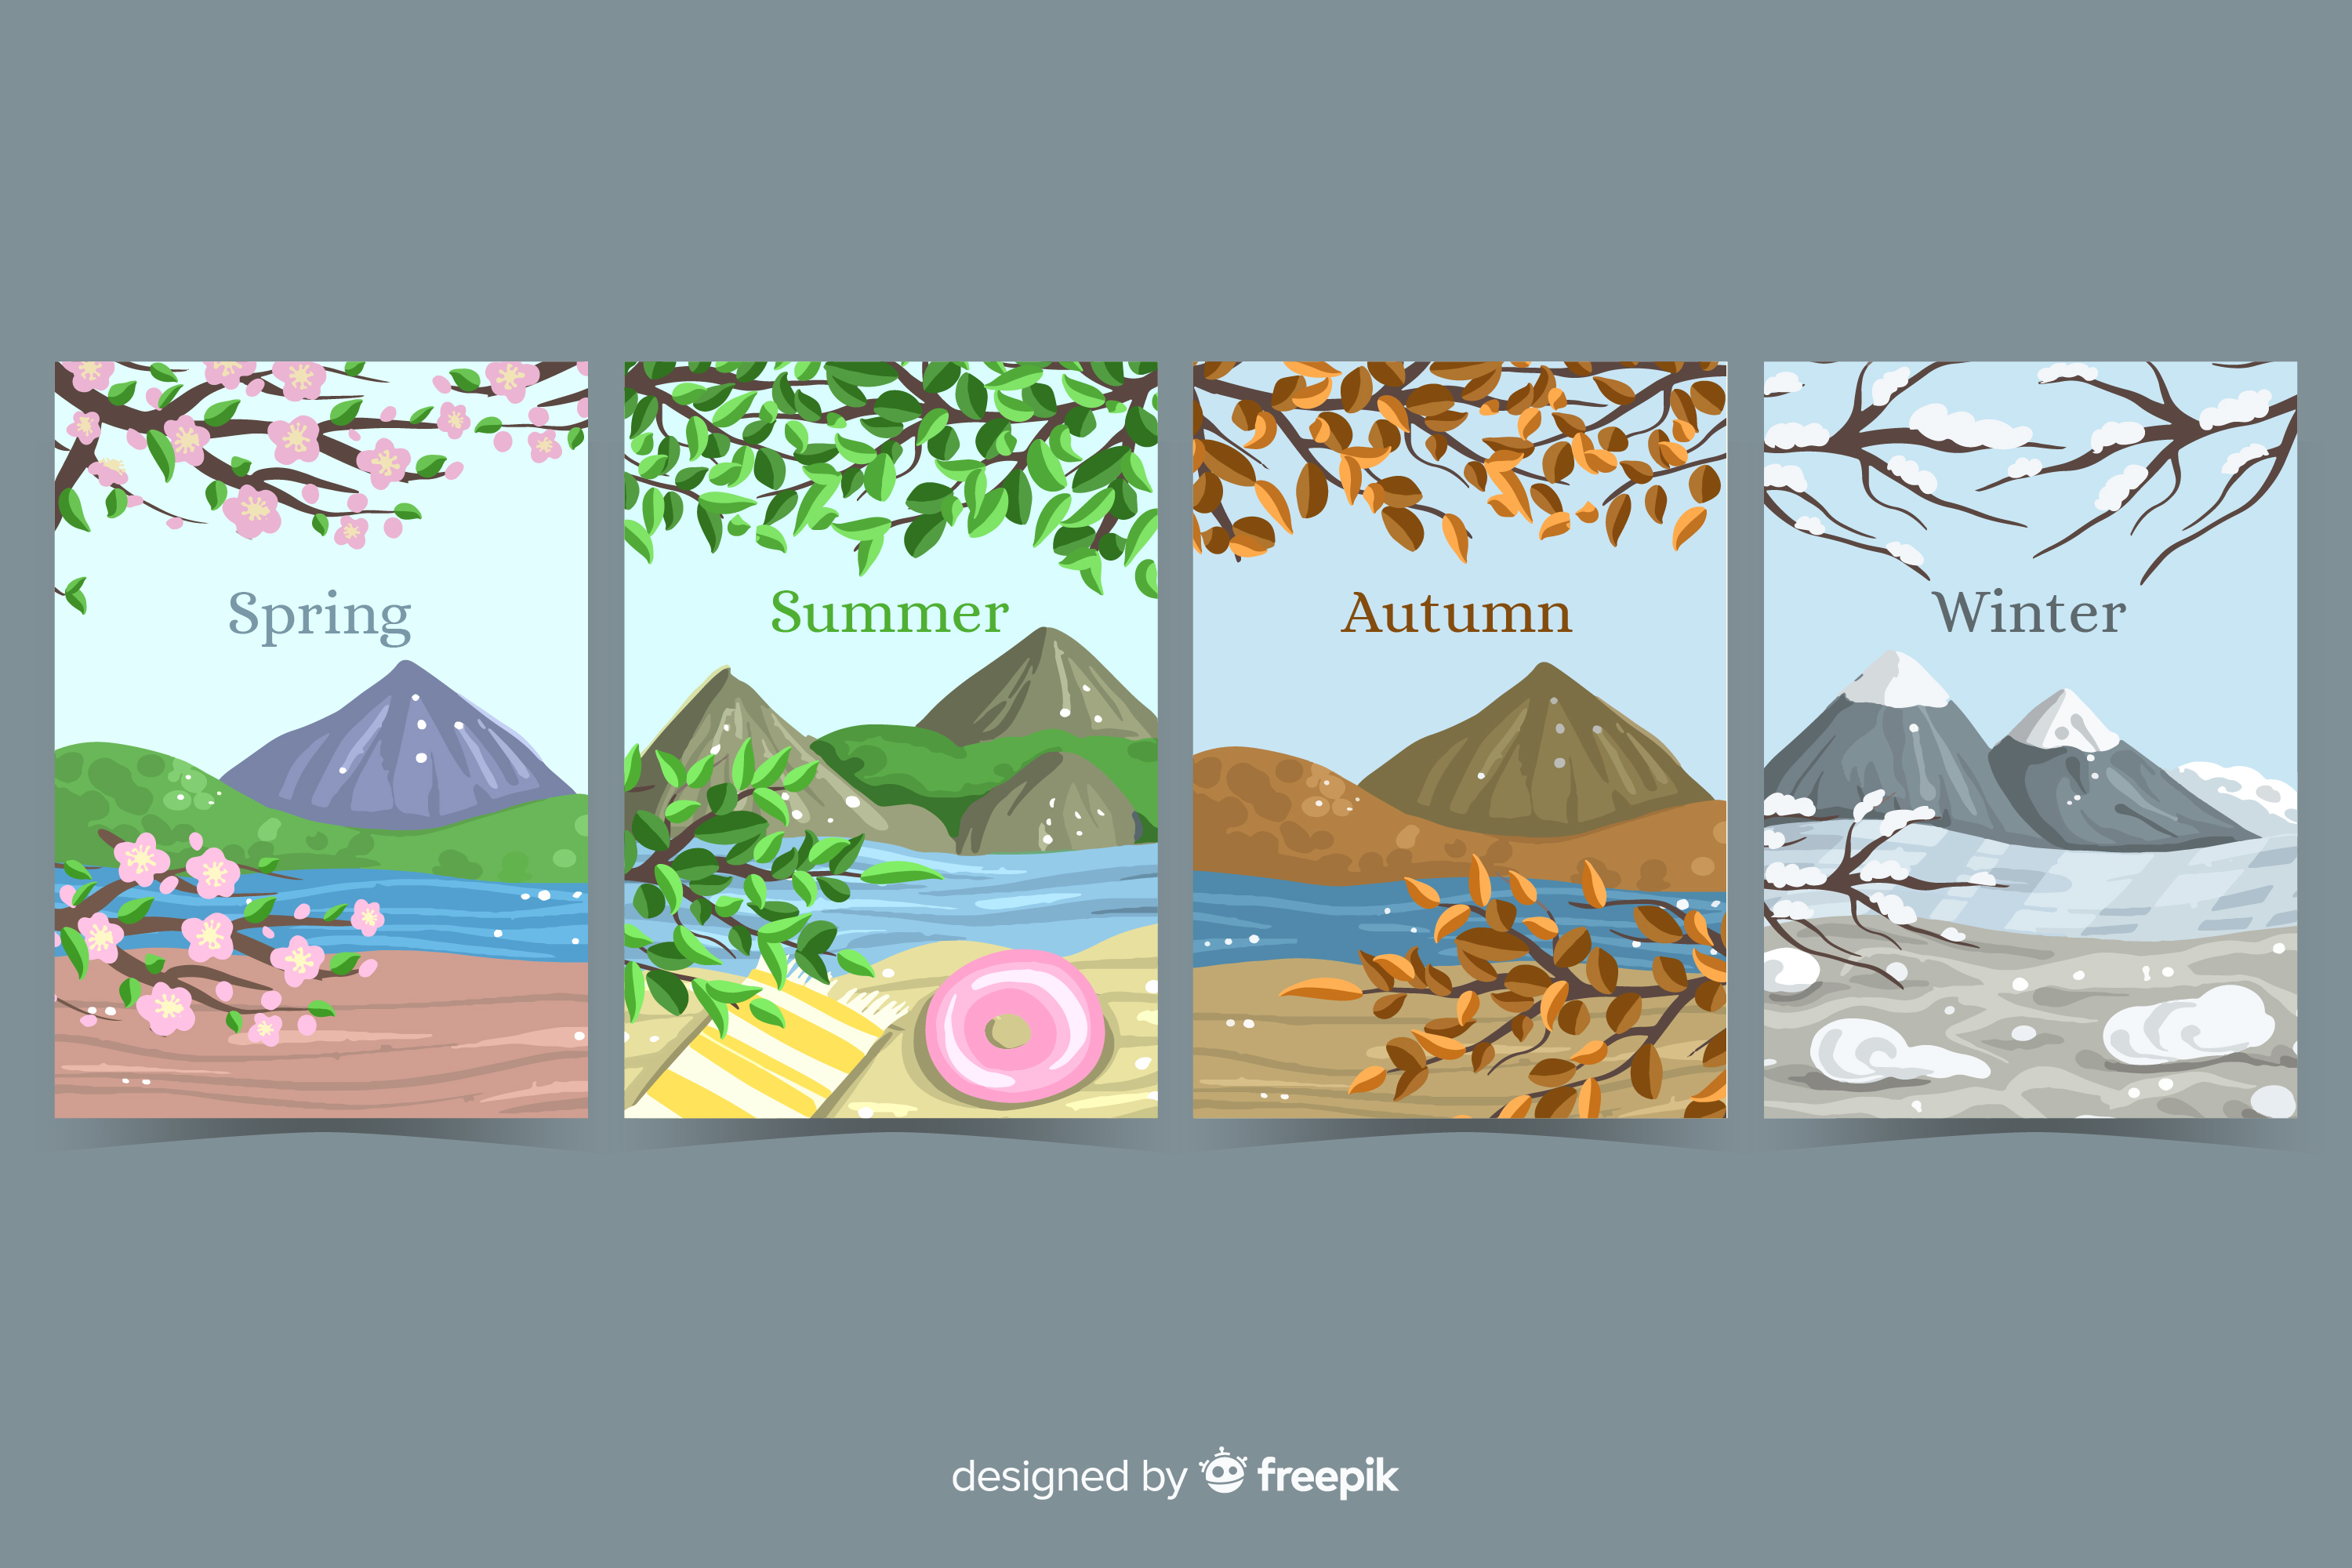 Spring
Summer
Autumn
Winter
designed by freepik